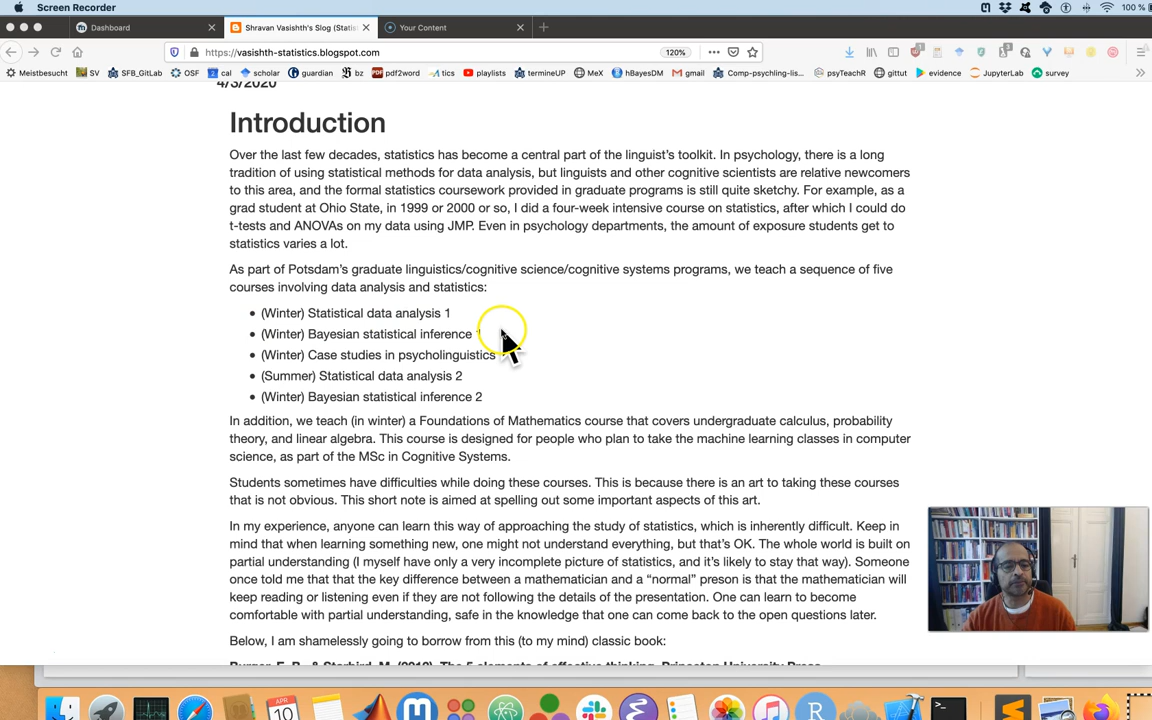 Screen Recorder
100 %
Dashboard
Shravan Vasishth's Slog (Statis
Your Content
https://vasishth-statistics.blogspot.com
120%
Meistbesucht
SV
SFB_GitLab
OSF
cal
scholar
guardian
bz
pdf2word
tics
playlists
termineUP
MeX
hBayesDM
gmail
Comp-psychling-lis...
psyTeachR
gittut
evidence
JupyterLab
survey
4/3/2020
Introduction
Over the last few decades, statistics has become a central part of the linguist's toolkit. In psychology, there is a long
tradition of using statistical methods for data analysis, but linguists and other cognitive scientists are relative newcomers
to this area, and the formal statistics coursework provided in graduate programs is still quite sketchy. For example, as a
grad student at Ohio State, in 1999 or 2000 or so, I did a four-week intensive course on statistics, after which I could do
t-tests and ANOVAs on my data using JMP. Even in psychology departments, the amount of exposure students get to
statistics varies a lot.
As part of Potsdam's graduate linguistics/cognitive science/cognitive systems programs, we teach a sequence of five
courses involving data analysis and statistics:
• (Winter) Statistical data analysis 1
• (Winter) Bayesian statistical inference
• (Winter) Case studies in psycholinguistics
• (Summer) Statistical data analysis 2
• (Winter) Bayesian statistical inference 2
In addition, we teach (in winter) a Foundations of Mathematics course that covers undergraduate calculus, probability
theory, and linear algebra. This course is designed for people who plan to take the machine learning classes in computer
science, as part of the MSc in Cognitive Systems.
Students sometimes have difficulties while doing these courses. This is because there is an art to taking these courses
that is not obvious. This short note is aimed at spelling out some important aspects of this art.
In my experience, anyone can learn this way of approaching the study of statistics, which is inherently difficult. Keep in
mind that when learning something new, one might not understand everything, but that's OK. The whole world is built on
partial understanding (I myself have only a very incomplete picture of statistics, and it's likely to stay that way). Someone
once told me that that the key difference between a mathematician and a "normal" preson is that the mathematician will
keep reading or listening even if they are not following the details of the presentation. One can learn to become
comfortable with partial understanding, safe in the knowledge that one can come back to the open questions later.
Below, I am shamelessly going to borrow from this (to my mind) classic book:
Burger, E. B., & Starbird, M. (2012). The 5 elements of effective thinking. Princeton University Press.
APR
10